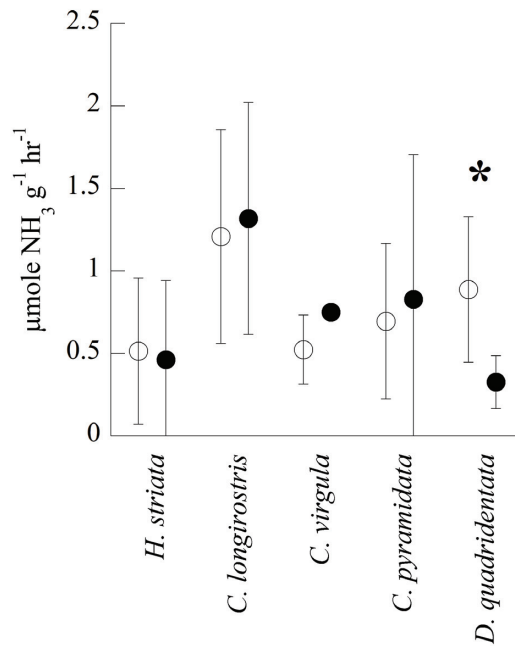 2.5
2
1.5
1
0.5
0
µmole NH3 g-1 hr-1
*
H. striata
C. longirostris
C. virgula
C. pyramidata
D. quadridentata